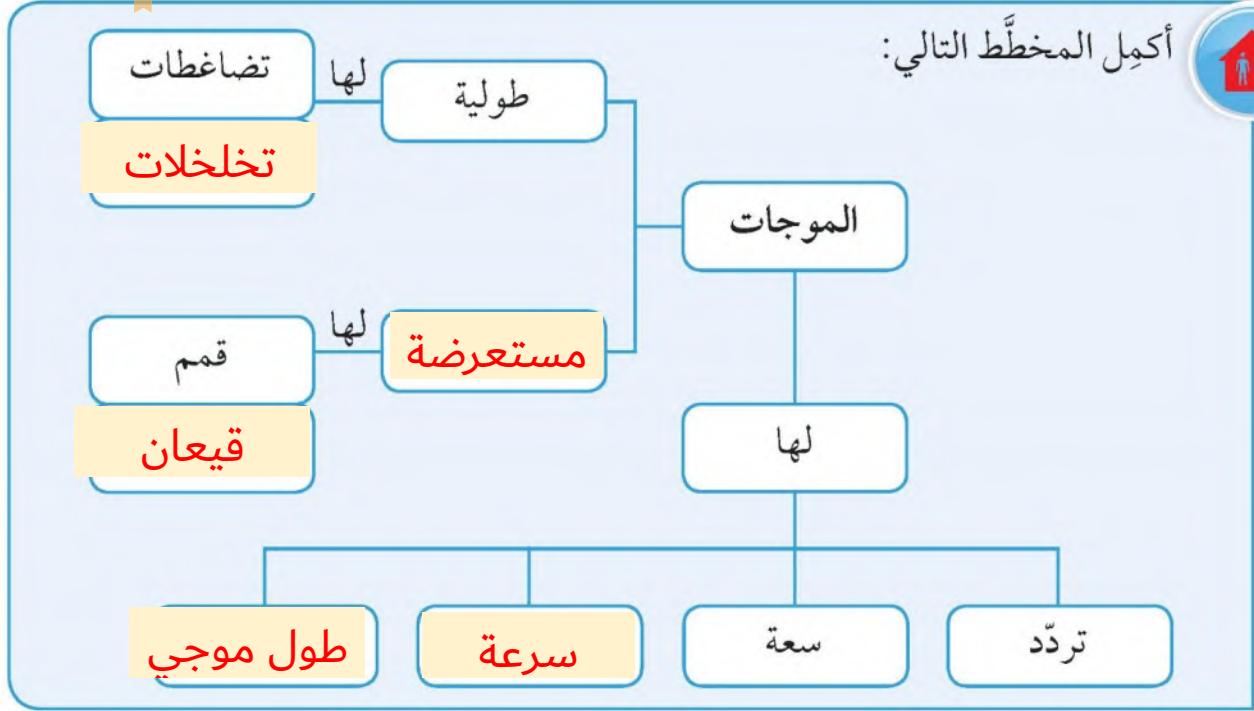 أكمِل المخطَّط التالي:
تضاغطات
لها
طولية
تخلخلات
الموجات
قمم
لها
مستعرضة
قيعان
لها
تردّد
سعة
سرعة
طول موجي